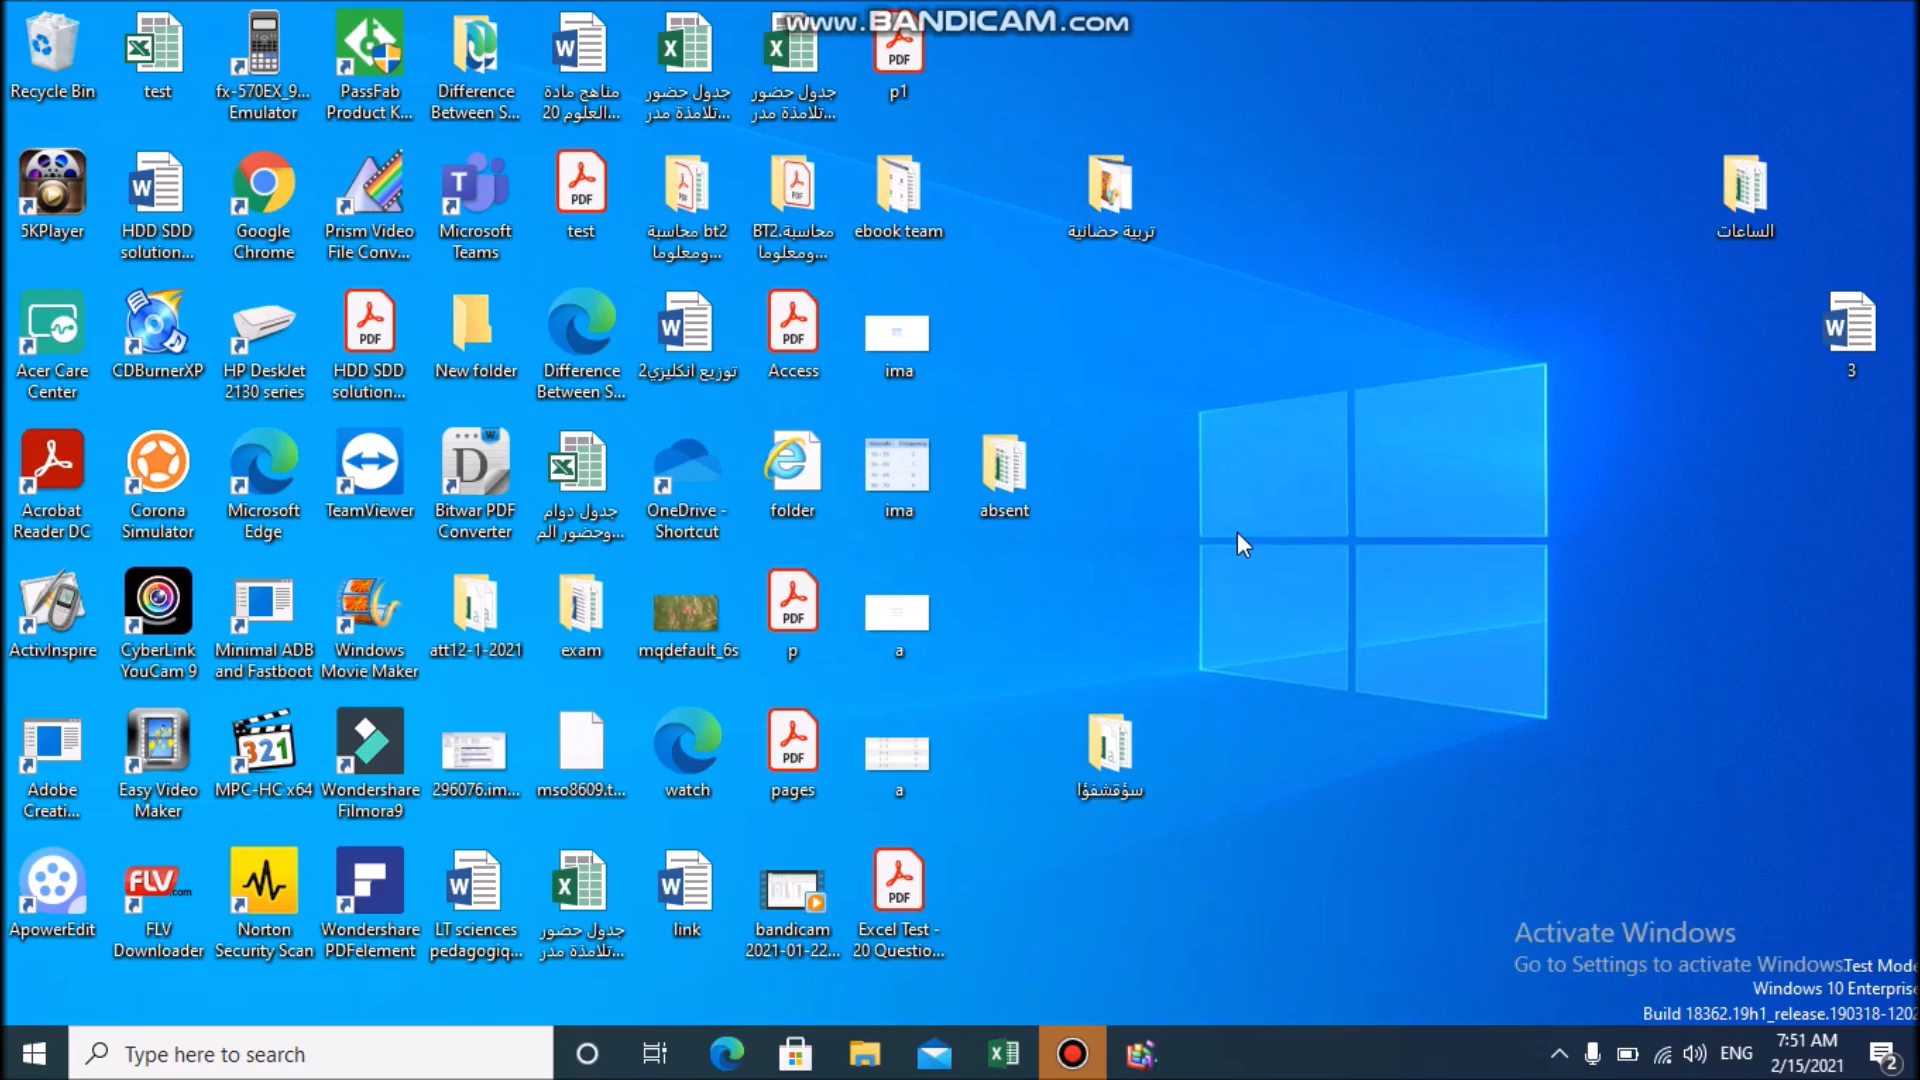 www.BANDICAM.com
Recycle Bin
test
fx-570EX_9...
Emulator
PassFab
Product K...
Difference
Between S...
مناهج مادة
العلوم 20...
جدول حضور
تلامذة مدر...
جدول حضور
تلامذة مدر...
PDF
p1
5KPlayer
HDD SDD
solution...
Google
Chrome
Prism Video
File Conv...
Microsoft
Teams
PDF
test
محاسبة bt2
ومعلوما...
محاسبة.BT2
ومعلوما...
ebook team
تربية حضانية
الساعات
Acer Care
Center
CDBurnerXP
HP DeskJet
2130 series
PDF
HDD SDD
solution...
New folder
Difference
Between S...
توزيع انكليزي2
PDF
Access
ima
3
Acrobat
Reader DC
Corona
Simulator
Microsoft
Edge
TeamViewer
Bitwar PDF
Converter
جدول دوام
وحضور الم...
OneDrive -
Shortcut
folder
ima
absent
ActivInspire
CyberLink
YouCam 9
Minimal ADB
and Fastboot
Windows
Movie Maker
att12-1-2021
exam
mqdefault_6s
PDF
p
a
Adobe
Creati...
Easy Video
Maker
321
MPC-HC x64
Wondershare
Filmora9
296076.im...
mso8609.t...
watch
PDF
pages
a
سؤقشفؤا
ApowerEdit
FLV.com
FLV
Downloader
Norton
Security Scan
Wondershare
PDFelement
LT sciences
pedagogiq...
جدول حضور
تلامذة مدر...
link
bandicam
2021-01-22...
PDF
Excel Test -
20 Questio...
Activate Windows
Go to Settings to activate Windows.
Test Mode
Windows 10 Enterprise
Build 18362.19h1_release.190318-1202
Type here to search
ENG
7:51 AM
2/15/2021
2